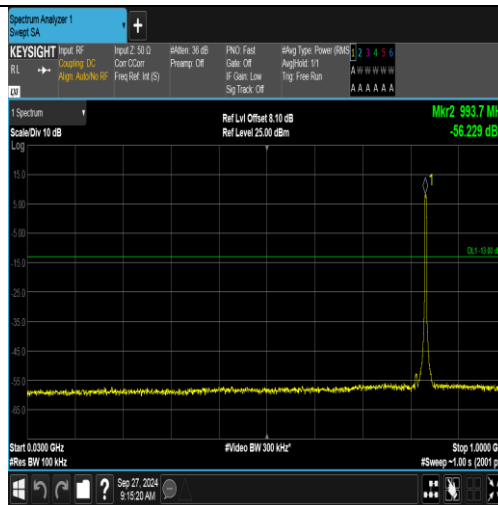 Spectrum Analyzer 1
Swept SA
+
KEYSIGHT Input: RF Input Z: 50 Ω #Atten: 36 dB PNO: Fast #Avg Type: Power (RMS 1 2 3 4 5 6
RL Coupling: DC Corr CCorr Preamp: Off Gate: Off Avg|Hold: 1/1 A W W W W W
Align: Auto/No RF Freq Ref: Int (S) IF Gain: Low Trig: Free Run
LXI Sig Track: Off A A A A A A
1 Spectrum Ref Lvl Offset 8.10 dB Mkr2 993.7 MH
Scale/Div 10 dB Ref Level 25.00 dBm -56.229 dB
Log
15.0
1
5.00
-5.00
DL1 -13.00 d
-15.0
-25.0
-35.0
-45.0
-55.0
-65.0
Start 0.0300 GHz #Video BW 300 kHz* Stop 1.0000 G
#Res BW 100 kHz #Sweep ~1.00 s (2001 p
? Sep 27, 2024
9:15:20 AM